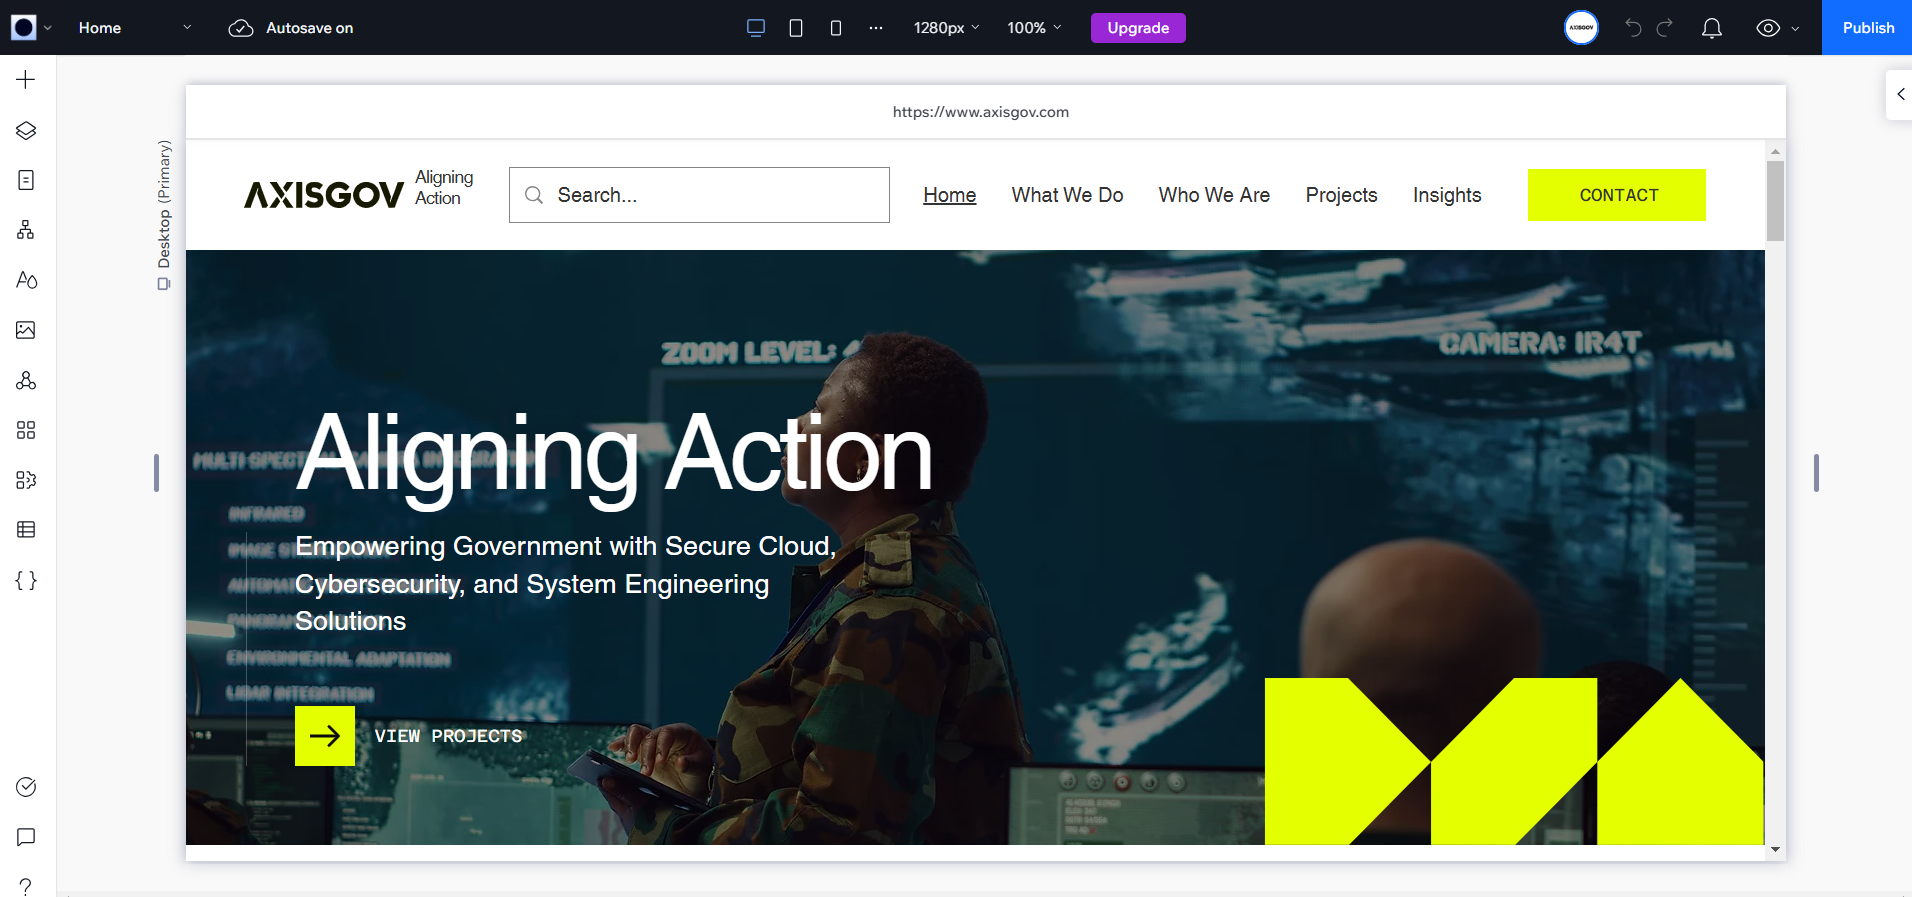 Home
Autosave on
1280px
100%
Upgrade
AXISGOV
Publish
https://www.axisgov.com
Desktop (Primary)
AXISGOV
Aligning
Action
Search...
Home
What We Do
Who We Are
Projects
Insights
CONTACT
ZOOM LEVEL: 4
CAMERA: IR4T
Aligning Action
INFRARED
Empowering Government with Secure Cloud,
Cybersecurity, and System Engineering
Solutions
ENVIRONMENTAL ADAPTATION
LIDAR INTEGRATION
VIEW PROJECTS